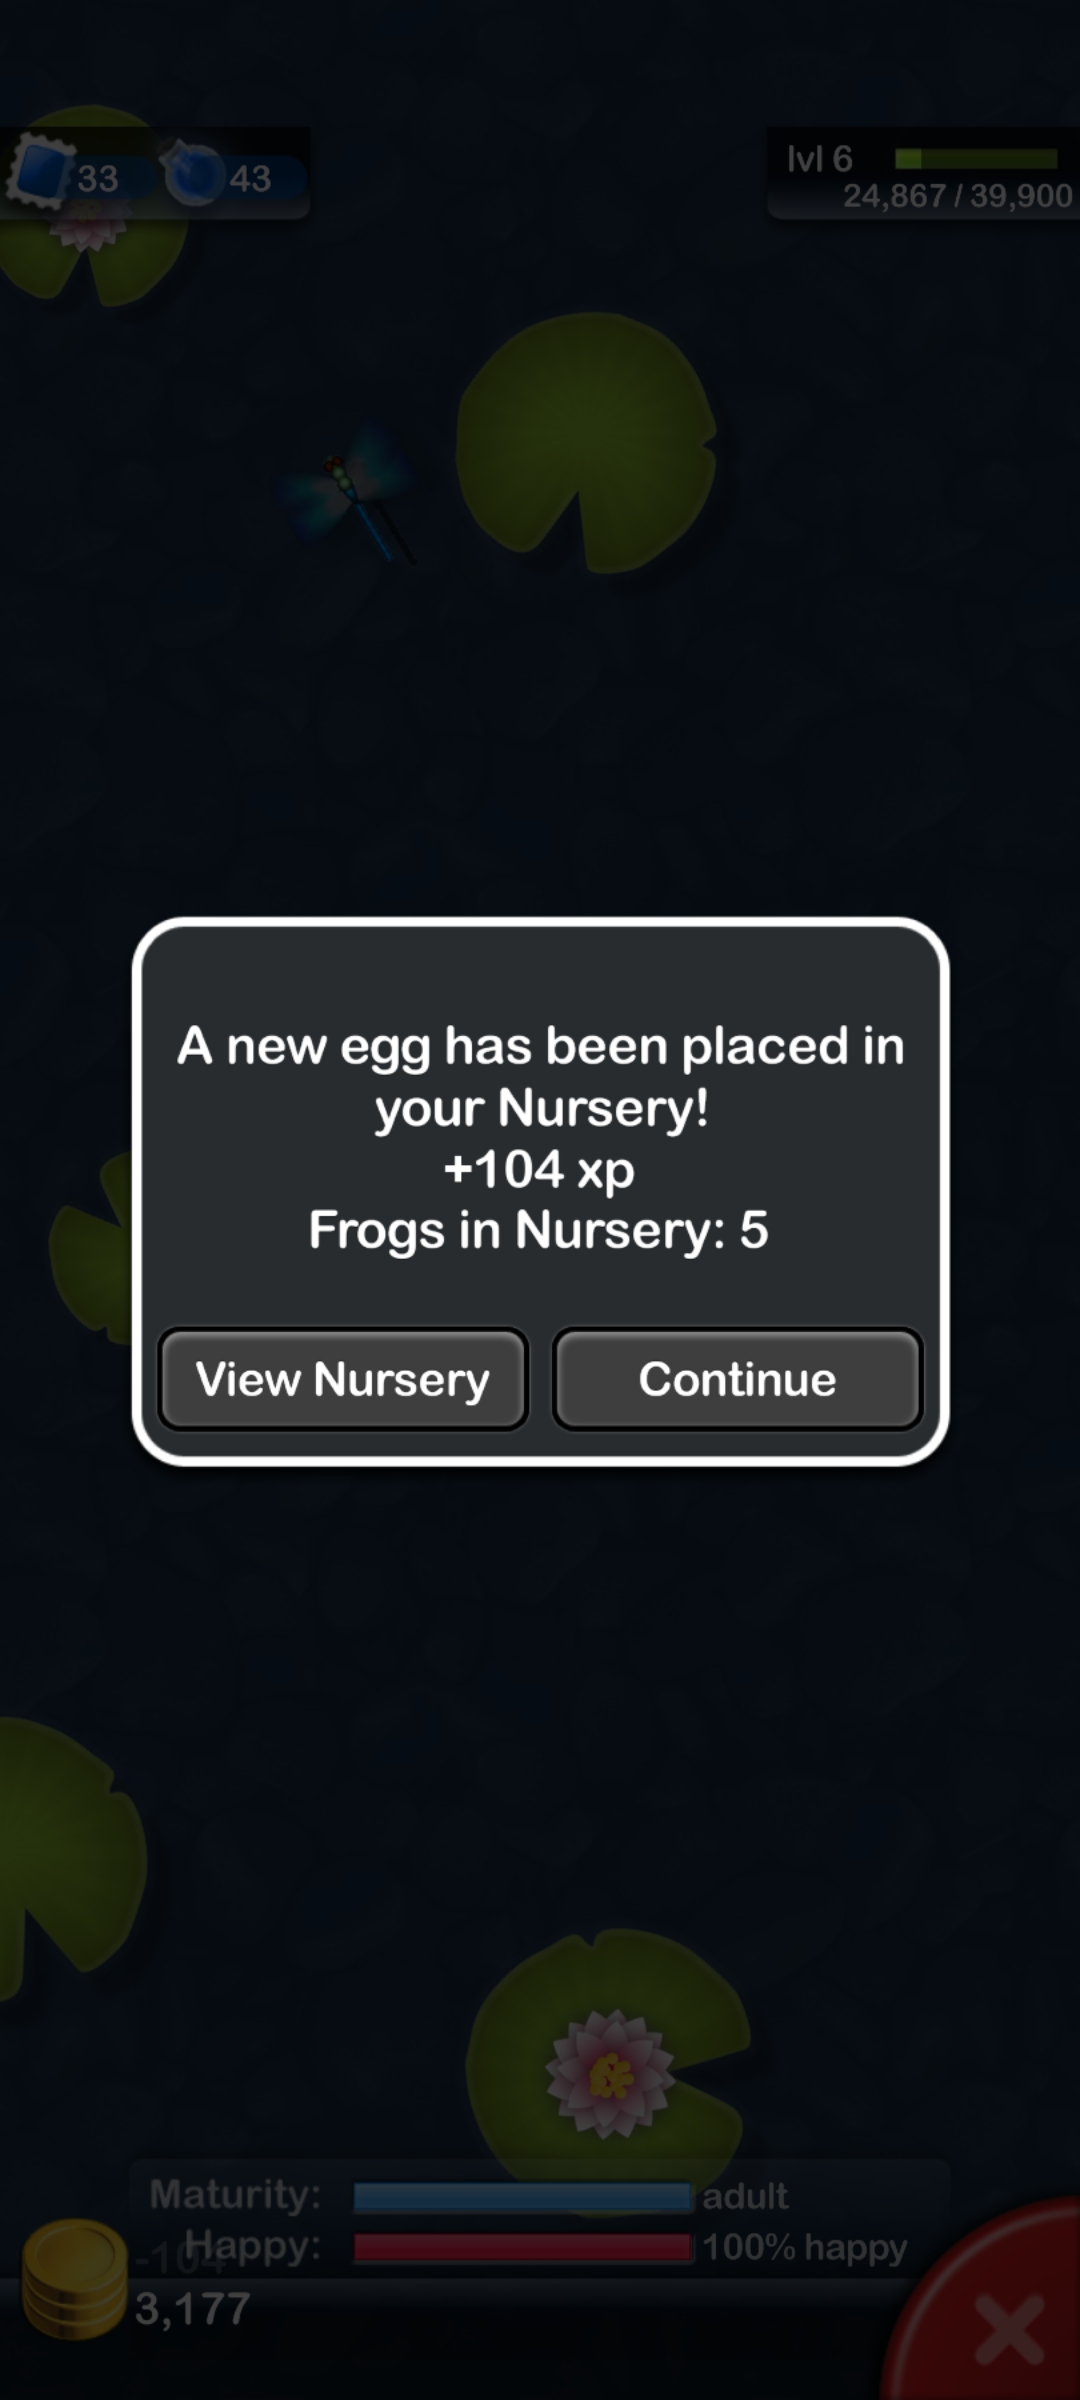 33
43
lvl 6
24,867 / 39,900
A new egg has been placed in
your Nursery!
+104 xp
Frogs in Nursery: 5
View Nursery
Continue
Maturity:
adult
Happy:
100% happy
-104
3,177